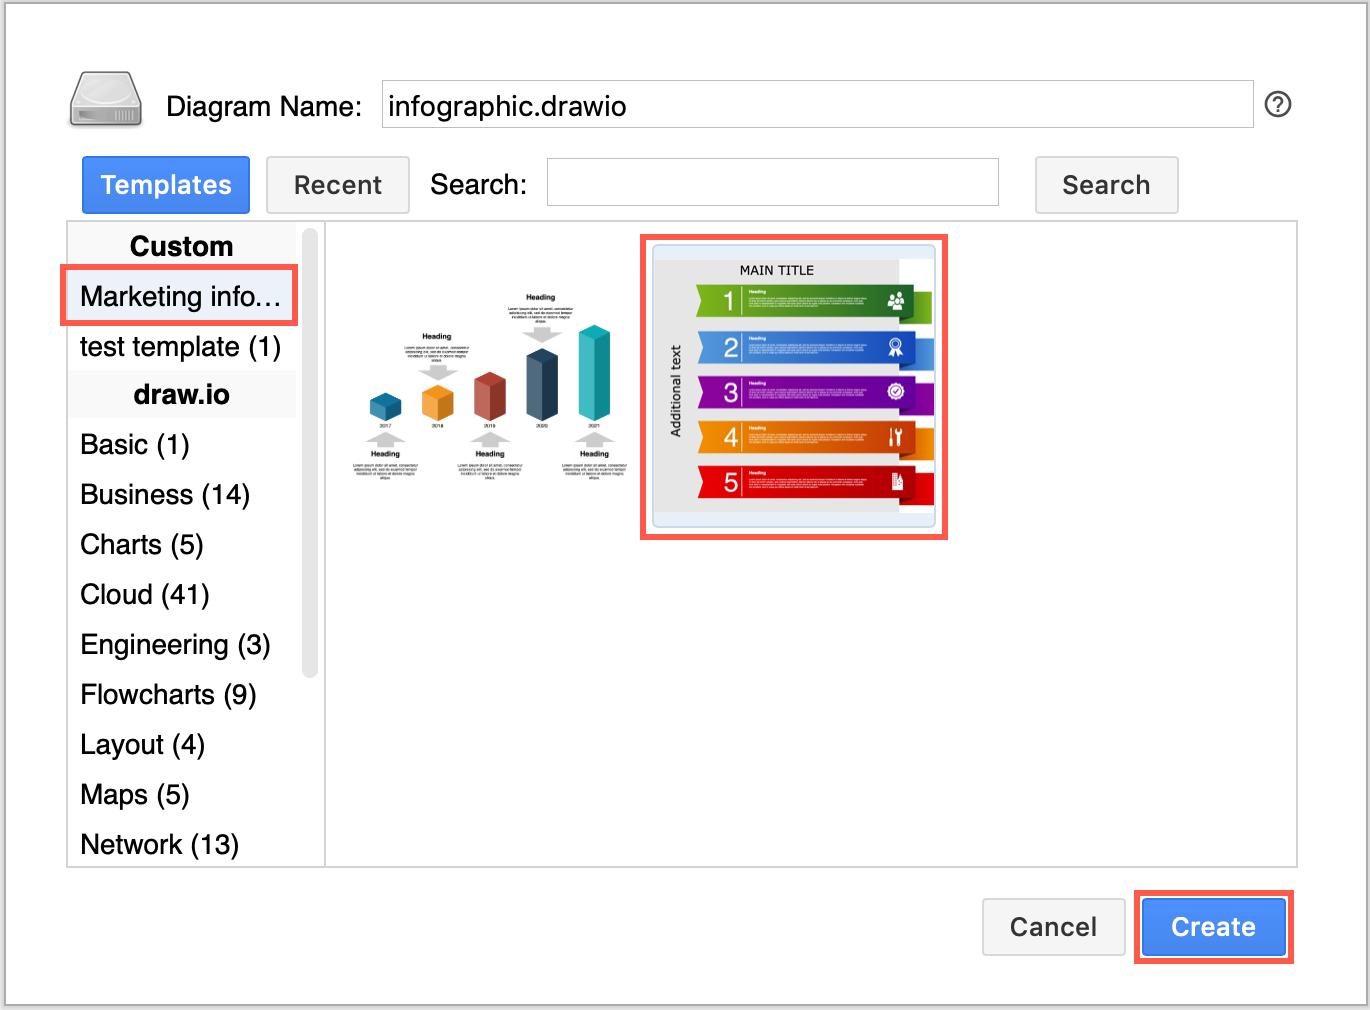 Diagram Name: infographic.drawio ?
Templates Recent Search: Search
Custom
Marketing info...
test template (1)
draw.io
Basic (1)
Business (14)
Charts (5)
Cloud (41)
Engineering (3)
Flowcharts (9)
Layout (4)
Maps (5)
Network (13)
Heading
Heading
2017 2018 2019 2020 2021
Heading Heading Heading
MAIN TITLE
Additional text
1 Heading
2 Heading
3 Heading
4 Heading
5 Heading
Cancel Create